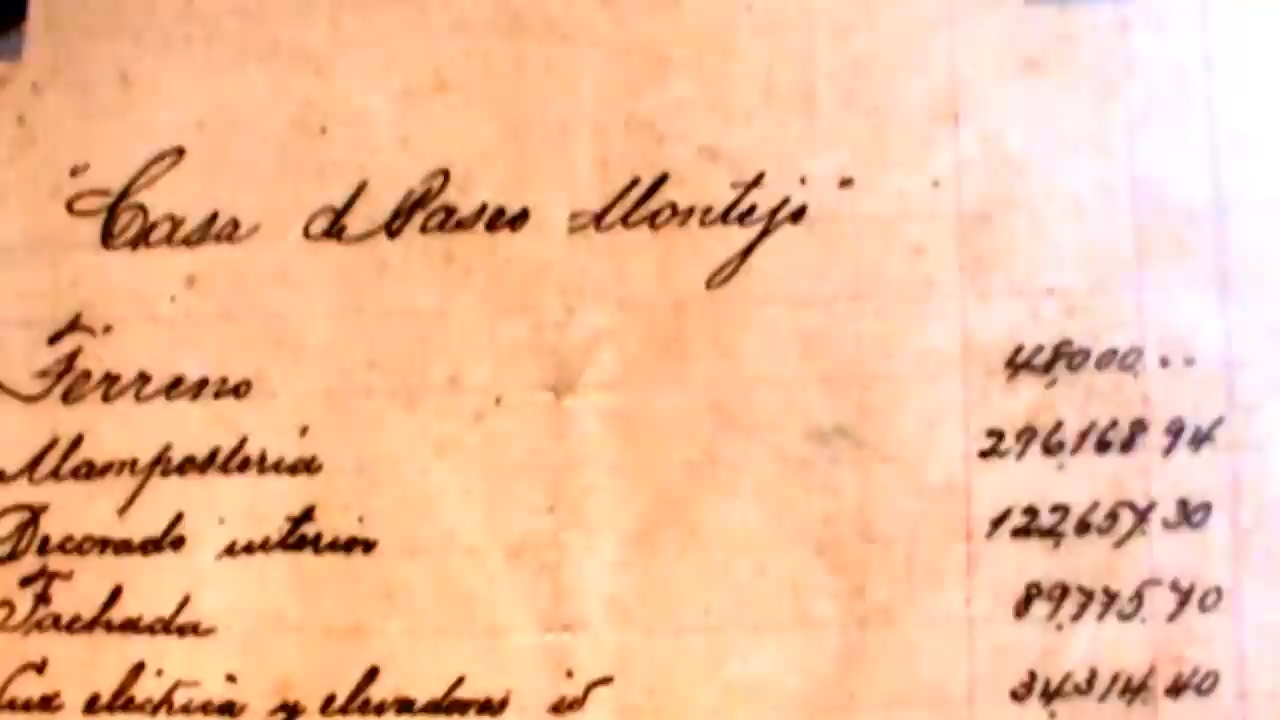 "Casa de Paseo Montejo"
Terreno 48,000 . .
Mamposteria 296,168.94
Decorado interior 122,657.30
Fachada 89,775.70
Luz electrica y elevadores id 34,314.40